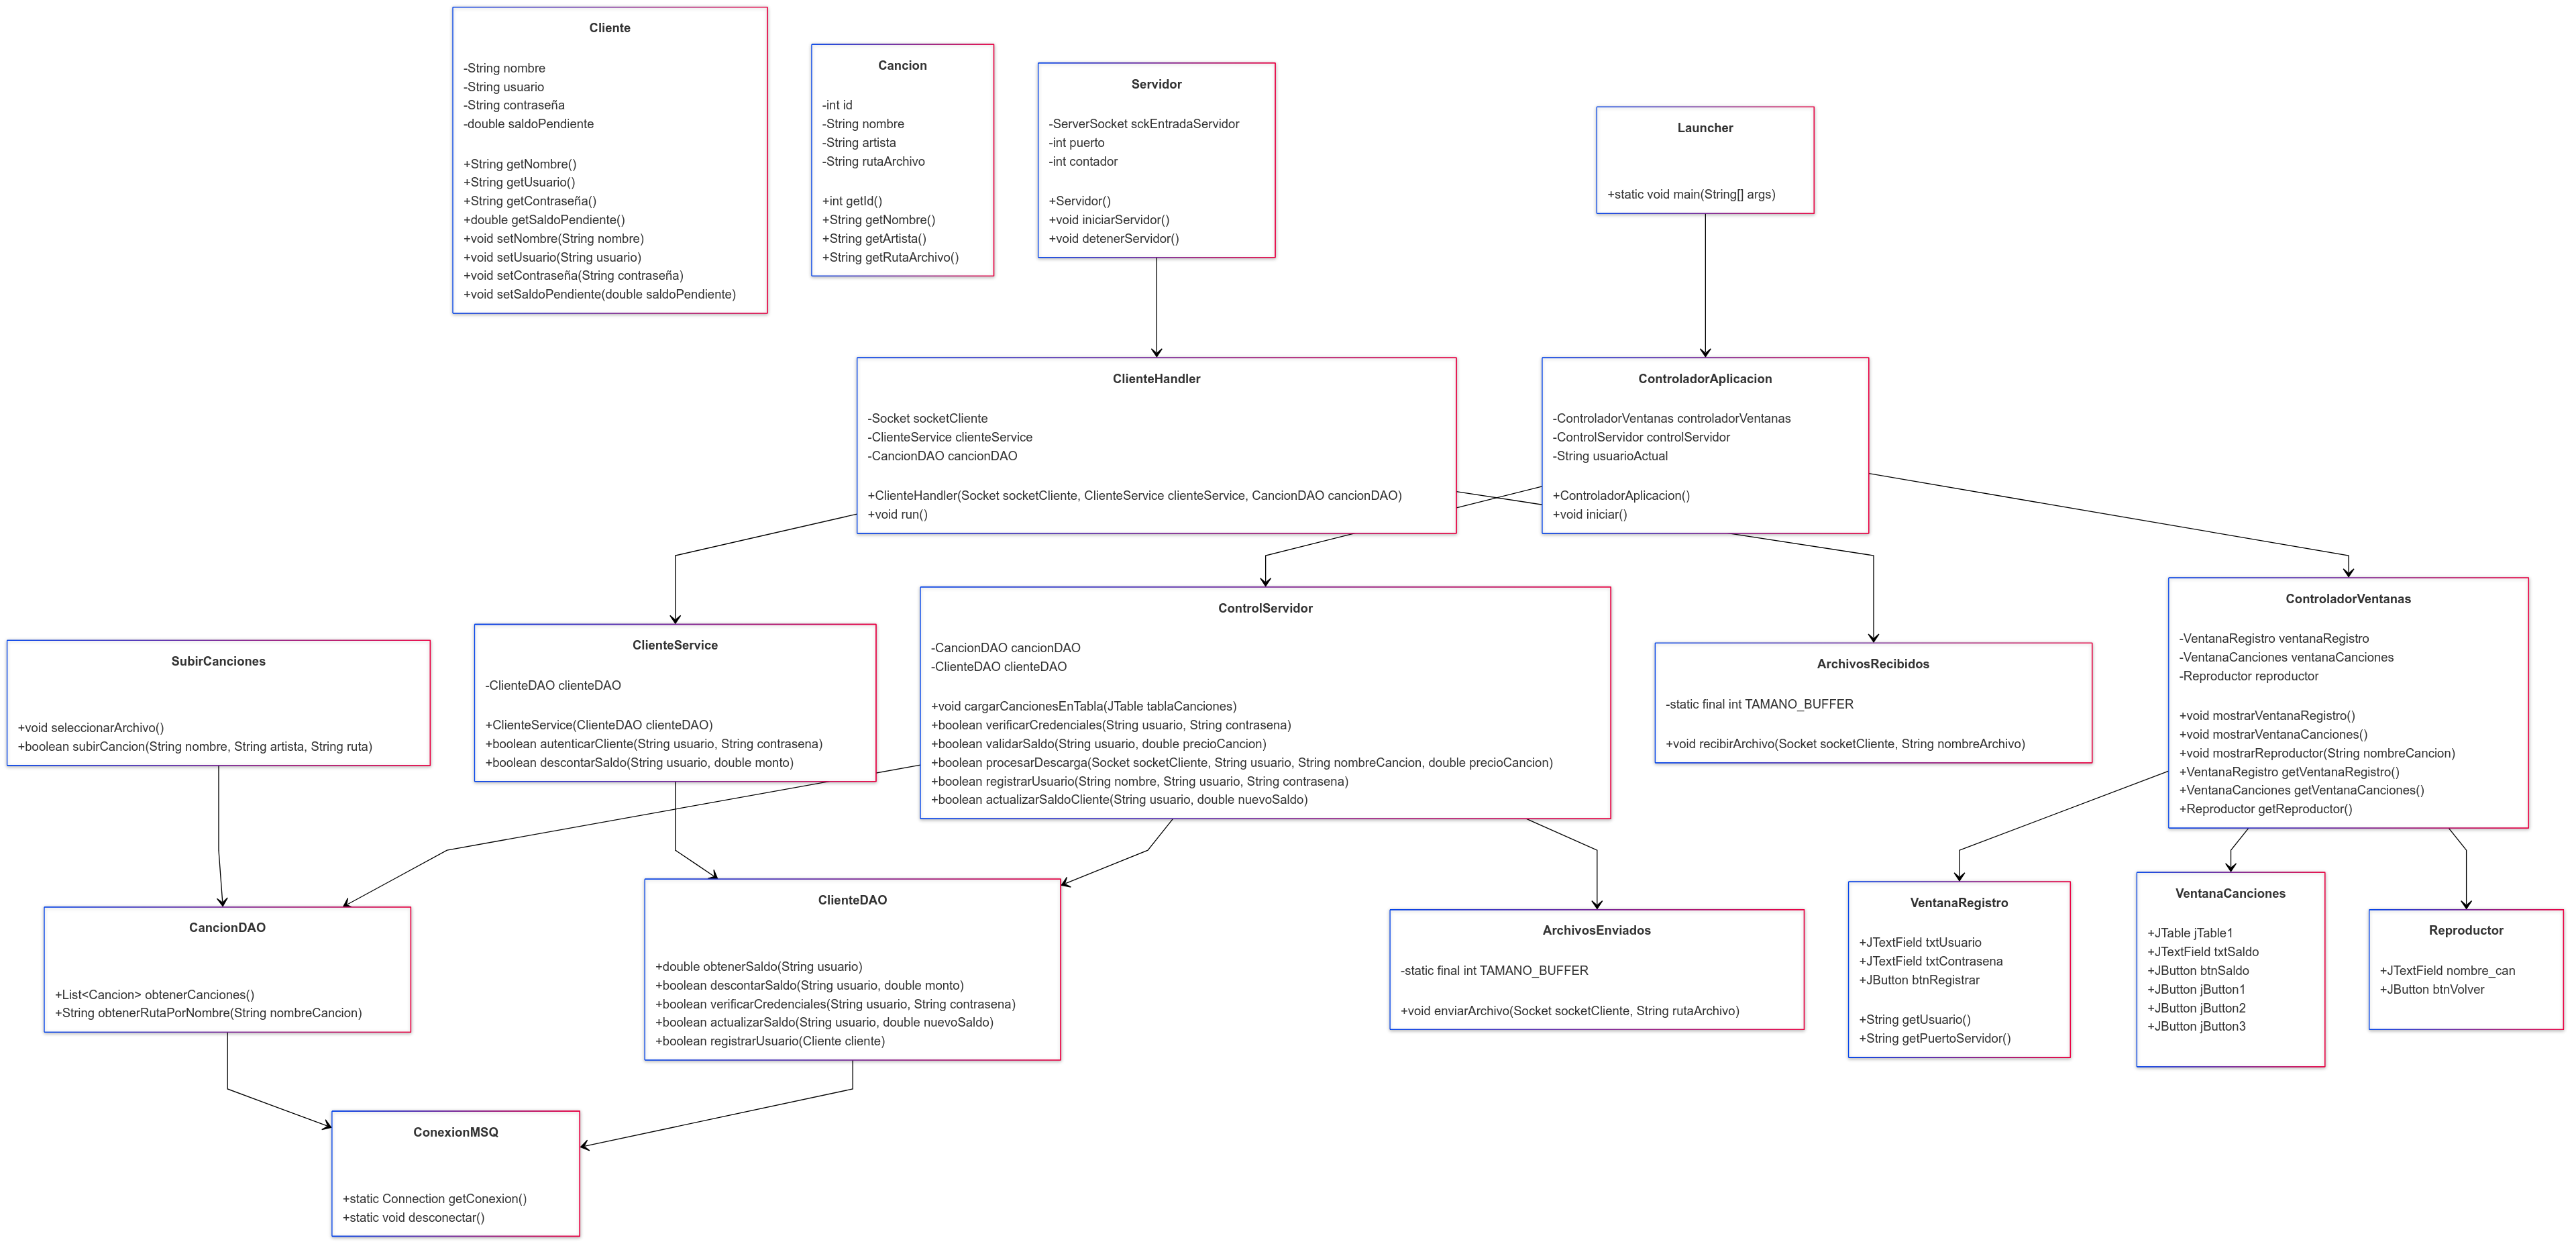 Cliente
-String nombre
-String usuario
-String contraseña
-double saldoPendiente
+String getNombre()
+String getUsuario()
+String getContraseña()
+double getSaldoPendiente()
+void setNombre(String nombre)
+void setUsuario(String usuario)
+void setContraseña(String contraseña)
+void setSaldoPendiente(double saldoPendiente)
Cancion
-int id
-String nombre
-String artista
-String rutaArchivo
+int getId()
+String getNombre()
+String getArtista()
+String getRutaArchivo()
Servidor
-ServerSocket sckEntradaServidor
-int puerto
-int contador
+Servidor()
+void iniciarServidor()
+void detenerServidor()
Launcher
+static void main(String[] args)
ClienteHandler
-Socket socketCliente
-ClienteService clienteService
-CancionDAO cancionDAO
+ClienteHandler(Socket socketCliente, ClienteService clienteService, CancionDAO cancionDAO)
+void run()
ControladorAplicacion
-ControladorVentanas controladorVentanas
-ControlServidor controlServidor
-String usuarioActual
+ControladorAplicacion()
+void iniciar()
SubirCanciones
+void seleccionarArchivo()
+boolean subirCancion(String nombre, String artista, String ruta)
ClienteService
-ClienteDAO clienteDAO
+ClienteService(ClienteDAO clienteDAO)
+boolean autenticarCliente(String usuario, String contrasena)
+boolean descontarSaldo(String usuario, double monto)
ControlServidor
-CancionDAO cancionDAO
-ClienteDAO clienteDAO
+void cargarCancionesEnTabla(JTable tablaCanciones)
+boolean verificarCredenciales(String usuario, String contrasena)
+boolean validarSaldo(String usuario, double precioCancion)
+boolean procesarDescarga(Socket socketCliente, String usuario, String nombreCancion, double precioCancion)
+boolean registrarUsuario(String nombre, String usuario, String contrasena)
+boolean actualizarSaldoCliente(String usuario, double nuevoSaldo)
ArchivosRecibidos
-static final int TAMANO_BUFFER
+void recibirArchivo(Socket socketCliente, String nombreArchivo)
ControladorVentanas
-VentanaRegistro ventanaRegistro
-VentanaCanciones ventanaCanciones
-Reproductor reproductor
+void mostrarVentanaRegistro()
+void mostrarVentanaCanciones()
+void mostrarReproductor(String nombreCancion)
+VentanaRegistro getVentanaRegistro()
+VentanaCanciones getVentanaCanciones()
+Reproductor getReproductor()
CancionDAO
+List<Cancion> obtenerCanciones()
+String obtenerRutaPorNombre(String nombreCancion)
ClienteDAO
+double obtenerSaldo(String usuario)
+boolean descontarSaldo(String usuario, double monto)
+boolean verificarCredenciales(String usuario, String contrasena)
+boolean actualizarSaldo(String usuario, double nuevoSaldo)
+boolean registrarUsuario(Cliente cliente)
ArchivosEnviados
-static final int TAMANO_BUFFER
+void enviarArchivo(Socket socketCliente, String rutaArchivo)
VentanaRegistro
+JTextField txtUsuario
+JTextField txtContrasena
+JButton btnRegistrar
+String getUsuario()
+String getPuertoServidor()
VentanaCanciones
+JTable jTable1
+JTextField txtSaldo
+JButton btnSaldo
+JButton jButton1
+JButton jButton2
+JButton jButton3
Reproductor
+JTextField nombre_can
+JButton btnVolver
ConexionMSQ
+static Connection getConexion()
+static void desconectar()